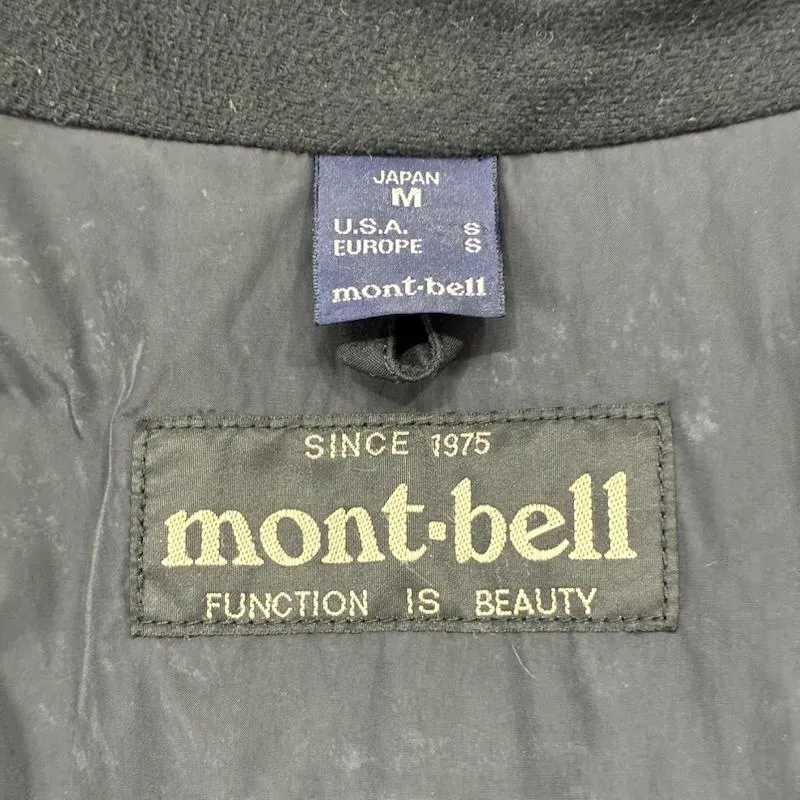 JAPAN
M
U.S.A. S
EUROPE S
mont-bell
SINCE 1975
mont-bell
FUNCTION IS BEAUTY